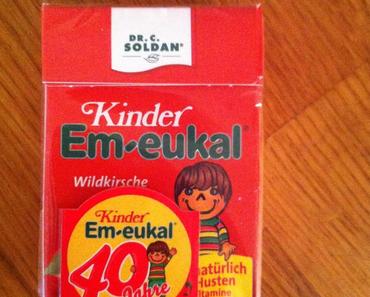 DR. C.
SOLDAN®
Kinder
Em-eukal®
Wildkirsche
Kinder
Em-eukal
40
Jahre
natürlich
Husten
Vitamine